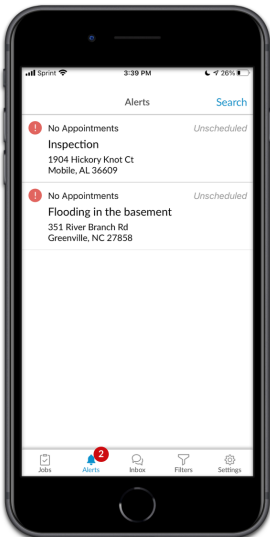 Sprint 3:39 PM 26%
Alerts Search
No Appointments Unscheduled
Inspection
1904 Hickory Knot Ct
Mobile, AL 36609
No Appointments Unscheduled
Flooding in the basement
351 River Branch Rd
Greenville, NC 27858
2
Jobs Alerts Inbox Filters Settings